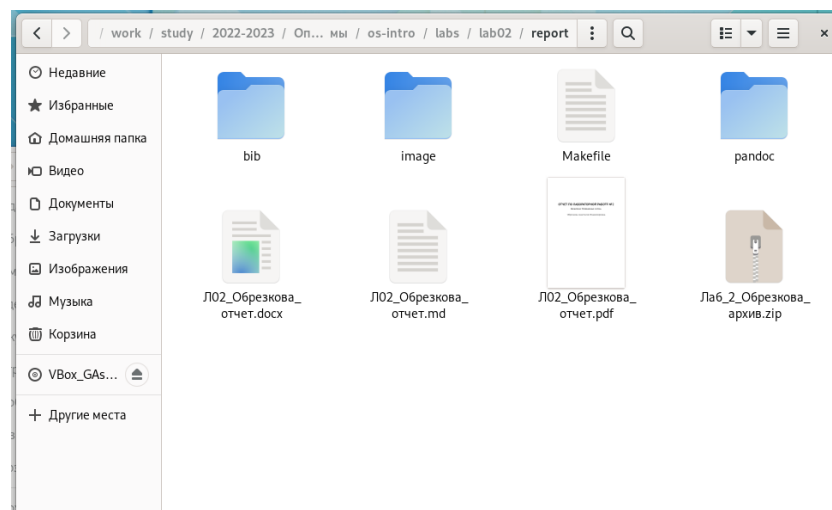 / work / study / 2022-2023 / Оп... мы / os-intro / labs / lab02 / report
Недавние
Избранные
Домашняя папка
Видео
Документы
Загрузки
Изображения
Музыка
Корзина
VBox_GAs...
Другие места
bib
image
Makefile
pandoc
Л02_Обрезкова_
отчет.docx
Л02_Обрезкова_
отчет.md
Л02_Обрезкова_
отчет.pdf
Лаб_2_Обрезкова_
архив.zip